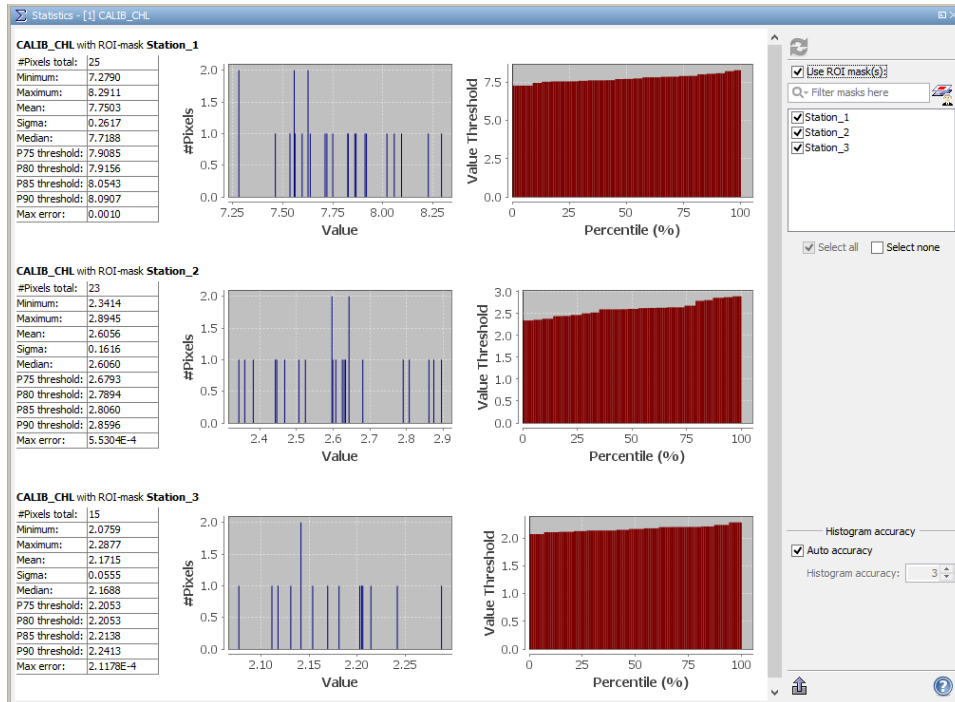 Statistics - [1] CALIB_CHL
CALIB_CHL with ROI-mask Station_1
#Pixels total: 25
Minimum: 7.2790
Maximum: 8.2911
Mean: 7.7503
Sigma: 0.2617
Median: 7.7188
P75 threshold: 7.9085
P80 threshold: 7.9156
P85 threshold: 8.0543
P90 threshold: 8.0907
Max error: 0.0010
#Pixels
2.0
1.5
1.0
0.5
0.0
7.25 7.50 7.75 8.00 8.25
Value
Value Threshold
7.5
5.0
2.5
0.0
0 25 50 75 100
Percentile (%)
CALIB_CHL with ROI-mask Station_2
#Pixels total: 23
Minimum: 2.3414
Maximum: 2.8945
Mean: 2.6056
Sigma: 0.1616
Median: 2.6060
P75 threshold: 2.6793
P80 threshold: 2.7894
P85 threshold: 2.8060
P90 threshold: 2.8596
Max error: 5.5304E-4
#Pixels
2.0
1.5
1.0
0.5
0.0
2.4 2.5 2.6 2.7 2.8 2.9
Value
Value Threshold
3.0
2.5
2.0
1.5
1.0
0.5
0.0
0 25 50 75 100
Percentile (%)
CALIB_CHL with ROI-mask Station_3
#Pixels total: 15
Minimum: 2.0759
Maximum: 2.2877
Mean: 2.1715
Sigma: 0.0555
Median: 2.1688
P75 threshold: 2.2053
P80 threshold: 2.2053
P85 threshold: 2.2138
P90 threshold: 2.2413
Max error: 2.1178E-4
#Pixels
2.0
1.5
1.0
0.5
0.0
2.10 2.15 2.20 2.25
Value
Value Threshold
2.0
1.5
1.0
0.5
0.0
0 25 50 75 100
Percentile (%)
Use ROI mask(s):
Filter masks here
Station_1
Station_2
Station_3
Select all Select none
Histogram accuracy
Auto accuracy
Histogram accuracy: 3